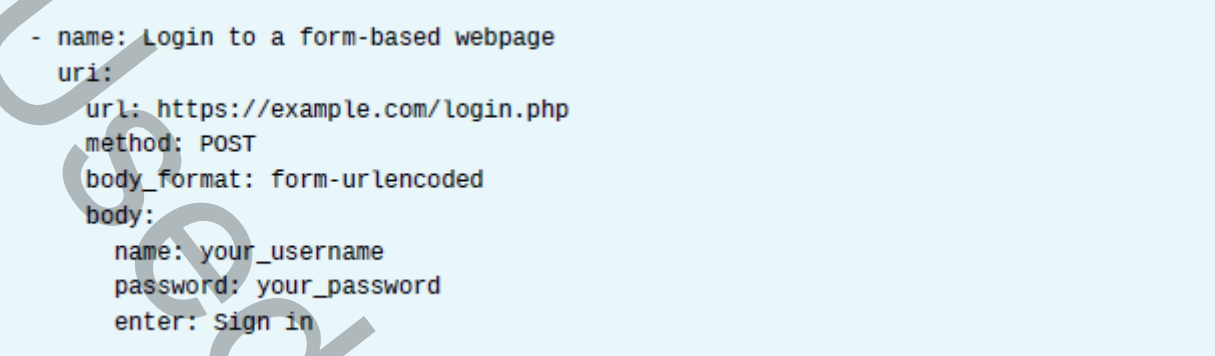 - name: Login to a form-based webpage
  uri:
    url: https://example.com/login.php
    method: POST
    body_format: form-urlencoded
    body:
      name: your_username
      password: your_password
      enter: Sign in
Used